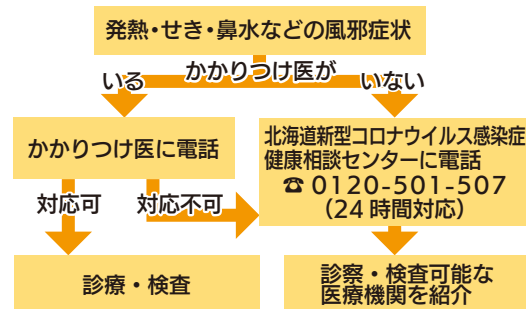 発熱・せき・鼻水などの風邪症状
かかりつけ医が
いる
いない
かかりつけ医に電話
北海道新型コロナウイルス感染症
健康相談センターに電話
☎ 0120-501-507
（24 時間対応）
対応可
対応不可
診療・検査
診察・検査可能な
医療機関を紹介